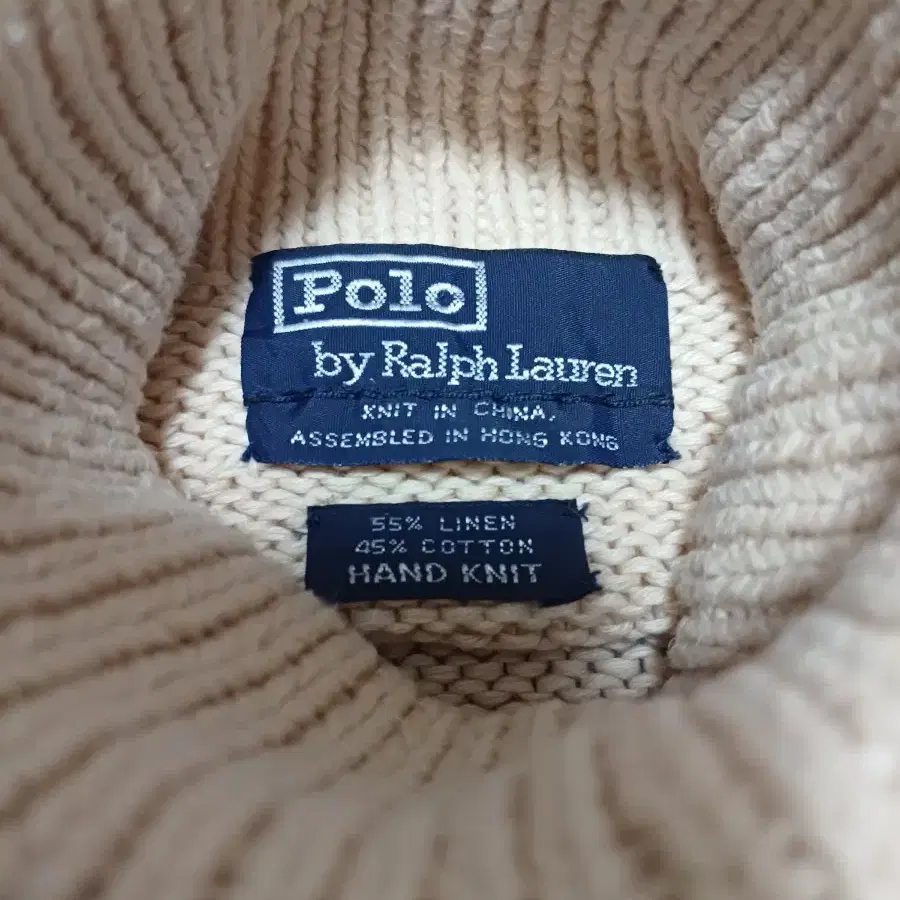 Polo
by Ralph Lauren
KNIT IN CHINA,
ASSEMBLED IN HONG KONG
55% LINEN
45% COTTON
HAND KNIT